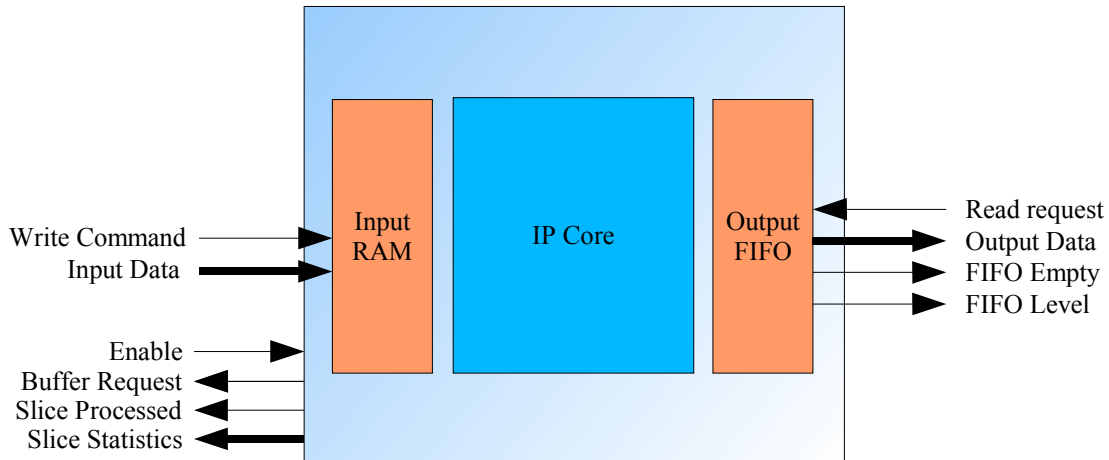 Input
RAM
IP Core
Output
FIFO
Write Command
Input Data
Enable
Buffer Request
Slice Processed
Slice Statistics
Read request
Output Data
FIFO Empty
FIFO Level